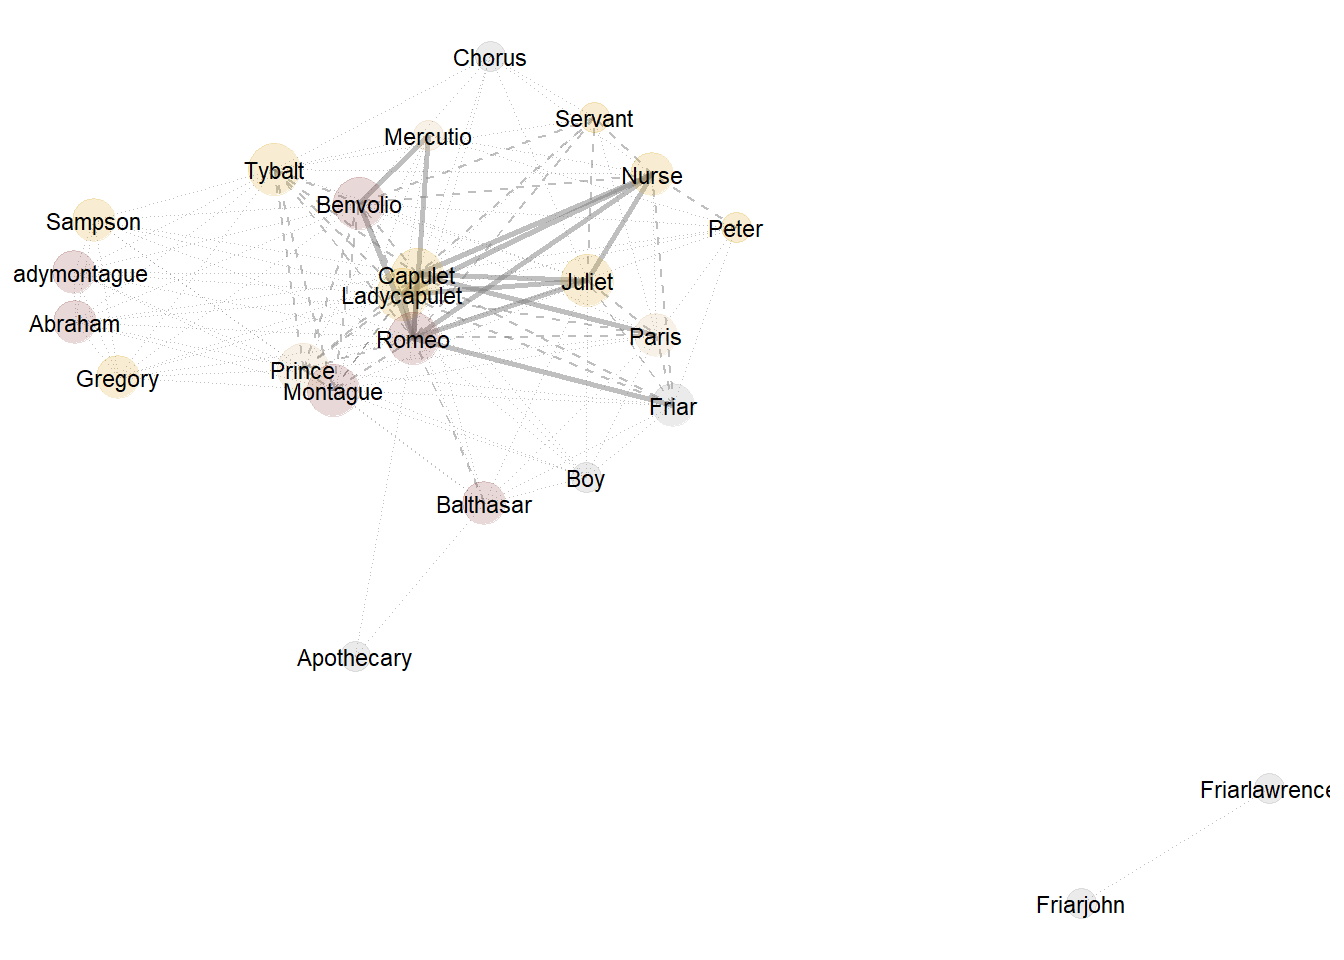 Chorus
Servant
Mercutio
Tybalt
Nurse
Benvolio
Sampson
Peter
adymontague
Capulet
Juliet
Ladycapulet
Abraham
Romeo
Paris
Prince
Gregory
Montague
Friar
Boy
Balthasar
Apothecary
Friarlawrence
Friarjohn